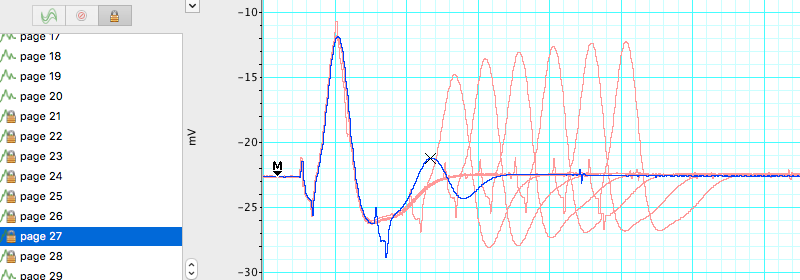 page 17
page 18
page 19
page 20
page 21
page 22
page 23
page 24
page 25
page 26
page 27
page 28
page 29
mV
-10
-15
-20
-25
-30
M